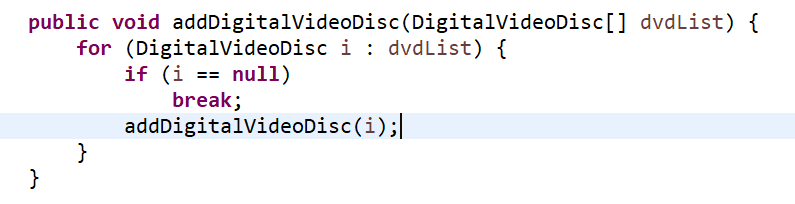 public void addDigitalVideoDisc(DigitalVideoDisc[] dvdList) {
    for (DigitalVideoDisc i : dvdList) {
        if (i == null)
            break;
        addDigitalVideoDisc(i);
    }
}